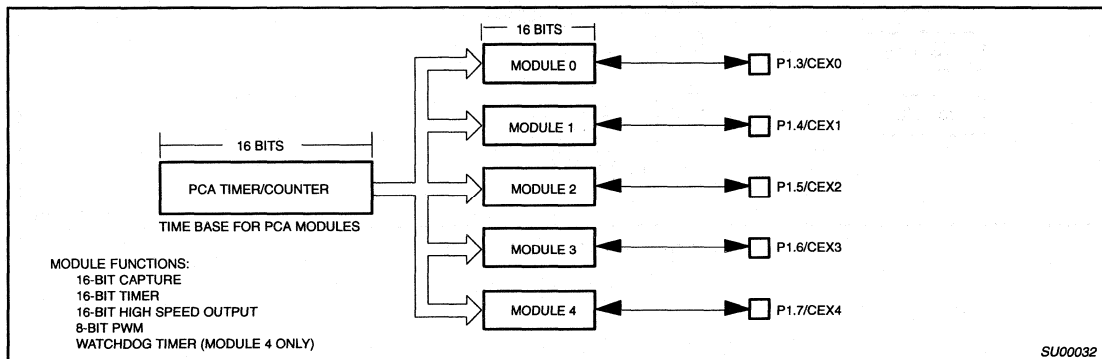 16 BITS
MODULE 0
P1.3/CEX0
MODULE 1
P1.4/CEX1
16 BITS
PCA TIMER/COUNTER
MODULE 2
P1.5/CEX2
TIME BASE FOR PCA MODULES
MODULE 3
P1.6/CEX3
MODULE FUNCTIONS:
16-BIT CAPTURE
16-BIT TIMER
16-BIT HIGH SPEED OUTPUT
8-BIT PWM
WATCHDOG TIMER (MODULE 4 ONLY)
MODULE 4
P1.7/CEX4
SU00032